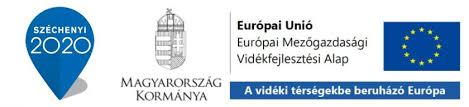 SZÉCHENYI
2020
MAGYARORSZÁG
KORMÁNYA
Európai Unió
Európai Mezőgazdasági
Vidékfejlesztési Alap
A vidéki térségekbe beruházó Európa